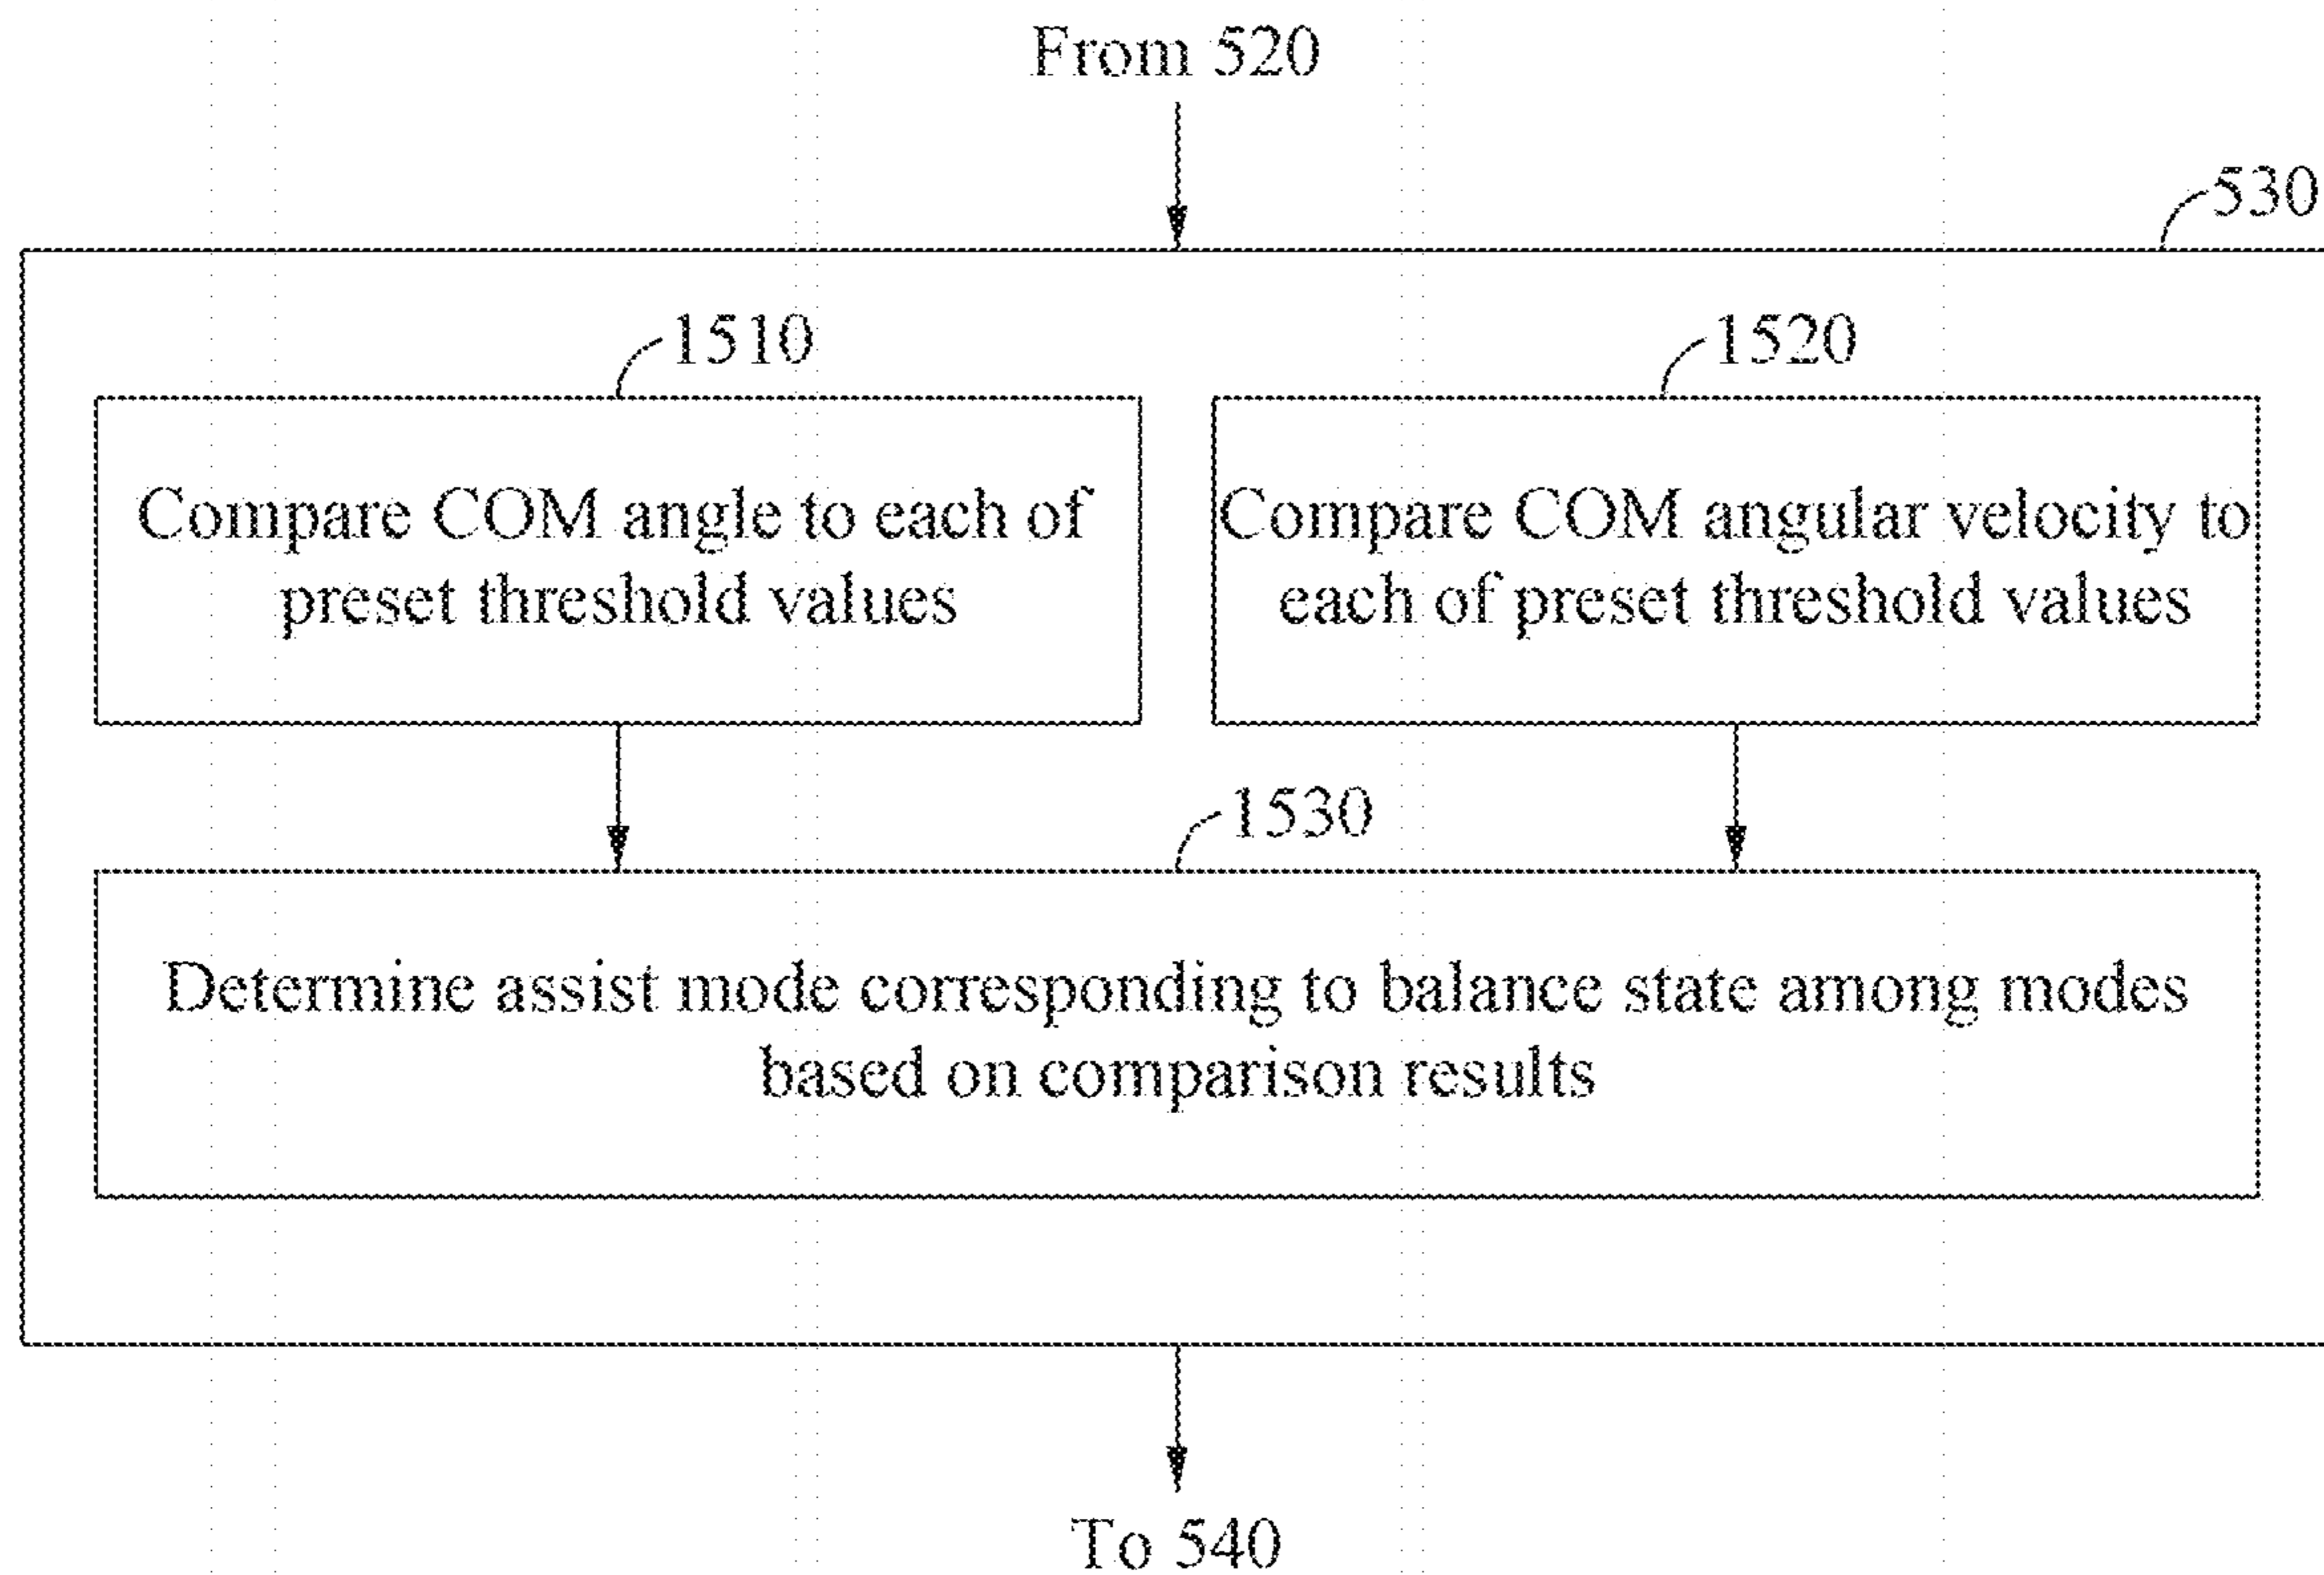 From 520
530
1510
1520
Compare COM angle to each of
preset threshold values
Compare COM angular velocity to
each of preset threshold values
1530
Determine assist mode corresponding to balance state among modes
based on comparison results
To 540